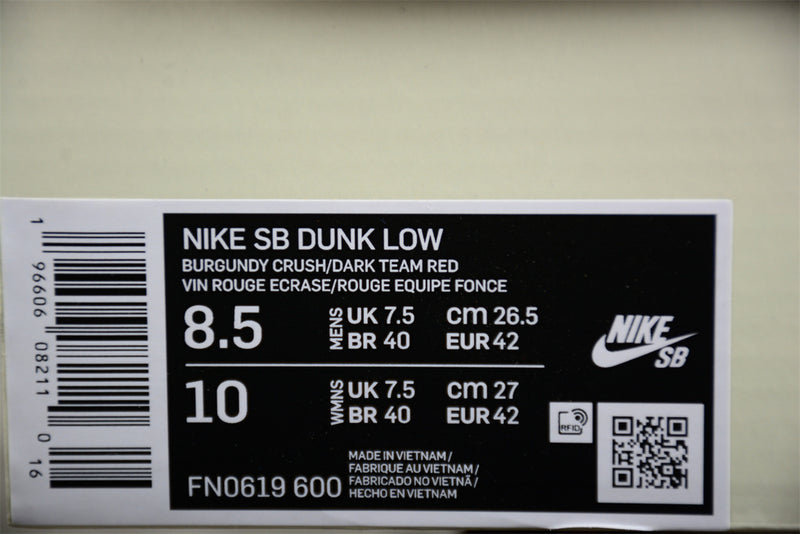 1 96606 08211 0 16
NIKE SB DUNK LOW
BURGUNDY CRUSH/DARK TEAM RED
VIN ROUGE ECRASE/ROUGE EQUIPE FONCE
8.5 MENS UK 7.5 cm 26.5
BR 40 EUR 42
10 WMNS UK 7.5 cm 27
BR 40 EUR 42
NIKE
SB
RFID
FN0619 600
MADE IN VIETNAM /
FABRIQUE AU VIETNAM /
FABRICADO NO VIETNÃ /
HECHO EN VIETNAM